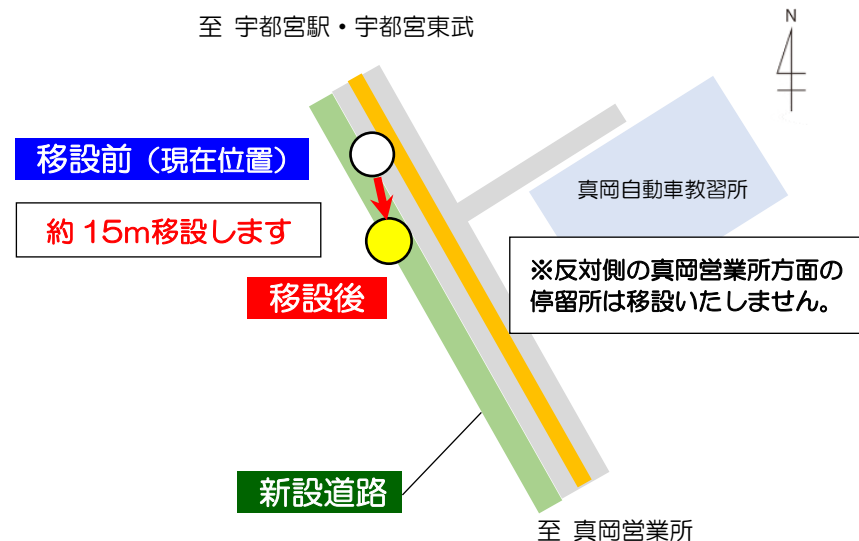 至 宇都宮駅・宇都宮東武
N
移設前（現在位置）
真岡自動車教習所
約15m移設します
※反対側の真岡営業所方面の
停留所は移設いたしません。
移設後
新設道路
至 真岡営業所